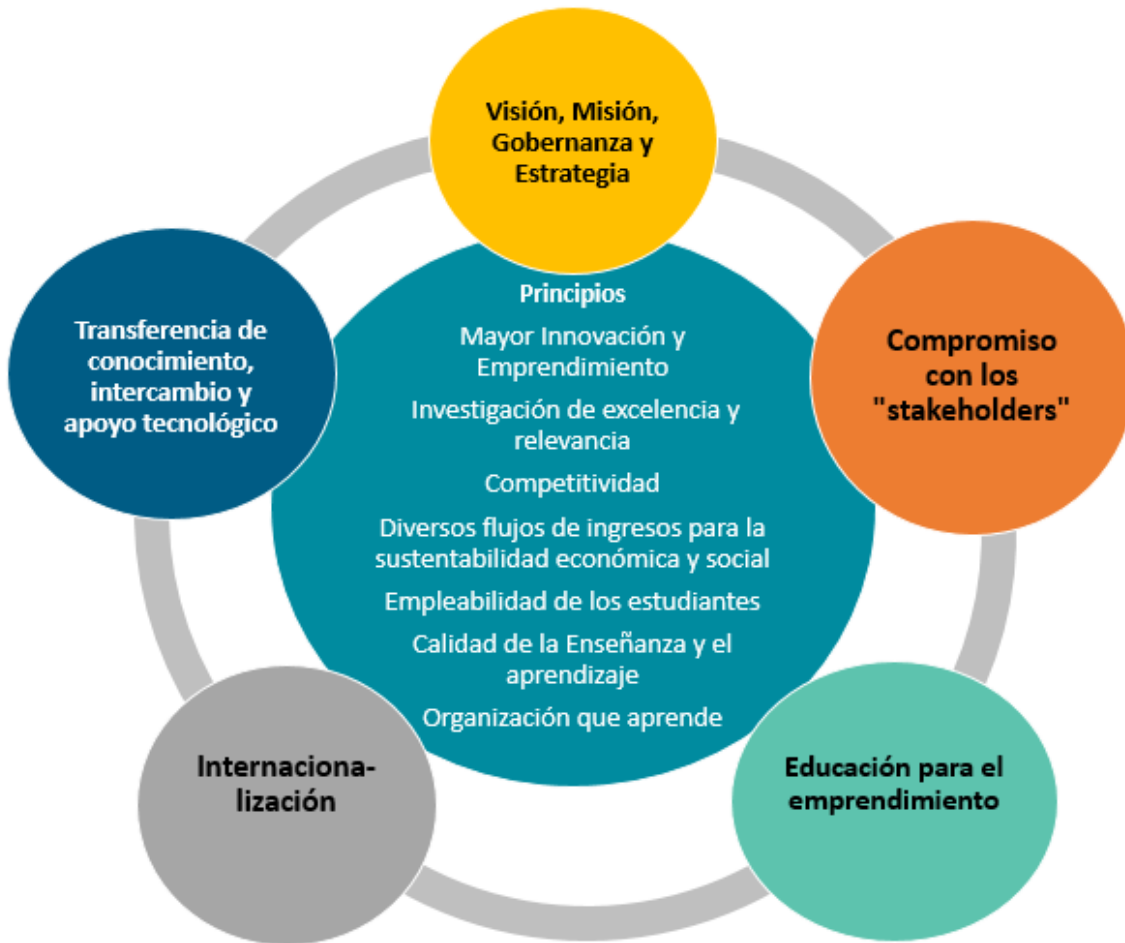 Visión, Misión,
Gobernanza y
Estrategia
Compromiso
con los
"stakeholders"
Educación para el
emprendimiento
Internaciona-
lización
Transferencia de
conocimiento,
intercambio y
apoyo tecnológico
Principios
Mayor Innovación y
Emprendimiento
Investigación de excelencia y
relevancia
Competitividad
Diversos flujos de ingresos para la
sustentabilidad económica y social
Empleabilidad de los estudiantes
Calidad de la Enseñanza y el
aprendizaje
Organización que aprende